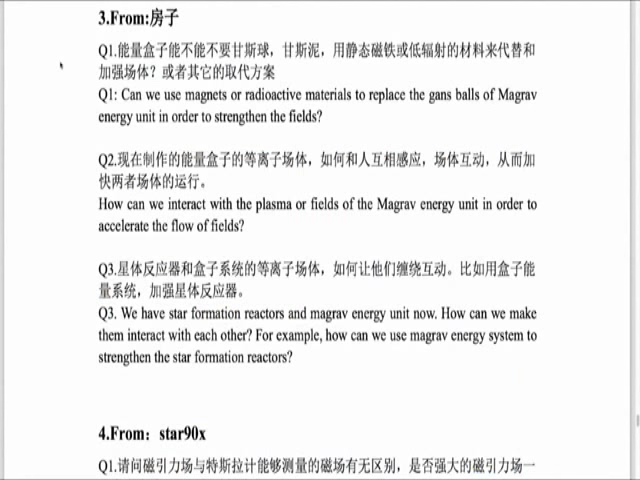 3.From:房子
Q1.能量盒子能不能不要甘斯球，甘斯泥，用静态磁铁或低辐射的材料来代替和
加强场体？或者其它的取代方案
Q1: Can we use magnets or radioactive materials to replace the gans balls of Magrav
energy unit in order to strengthen the fields?
Q2.现在制作的能量盒子的等离子场体，如何和人互相感应，场体互动，从而加
快两者场体的运行。
How can we interact with the plasma or fields of the Magrav energy unit in order to
accelerate the flow of fields?
Q3.星体反应器和盒子系统的等离子场体，如何让他们缠绕互动。比如用盒子能
量系统，加强星体反应器。
Q3. We have star formation reactors and magrav energy unit now. How can we make
them interact with each other? For example, how can we use magrav energy system to
strengthen the star formation reactors?
4.From：star90x
Q1.请问磁引力场与特斯拉计能够测量的磁场有无区别，是否强大的磁引力场一